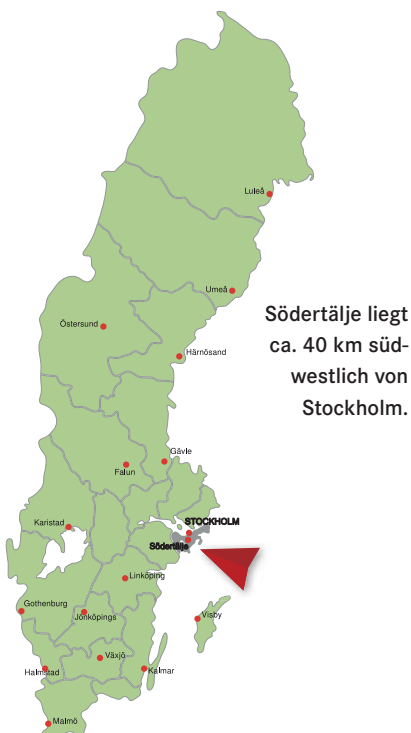 Luleå
Umeå
Östersund
Härnösand
Södertälje liegt
ca. 40 km süd-
westlich von
Stockholm.
Gävle
Falun
Karistad
STOCKHOLM
Södertälje
Linköping
Gothenburg
Jönköpings
Visby
Växjö
Halmstad
Kalmar
Malmö